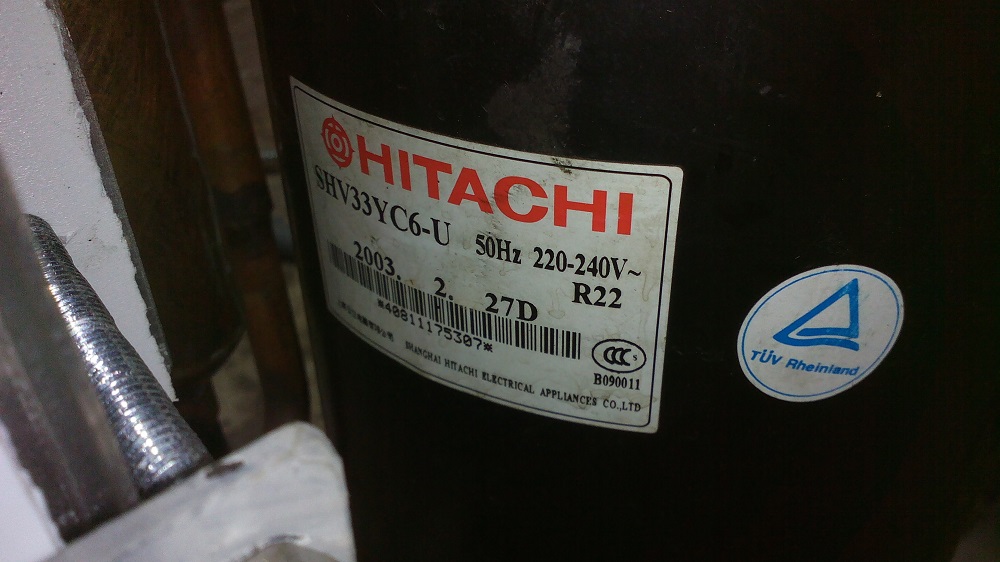 HITACHI
SHV33YC6-U 50Hz 220-240V~
R22
2003. 2. 27D
*40811175307*
CCC S
B090011
SHANGHAI HITACHI ELECTRICAL APPLIANCES CO.,LTD
TÜV Rheinland